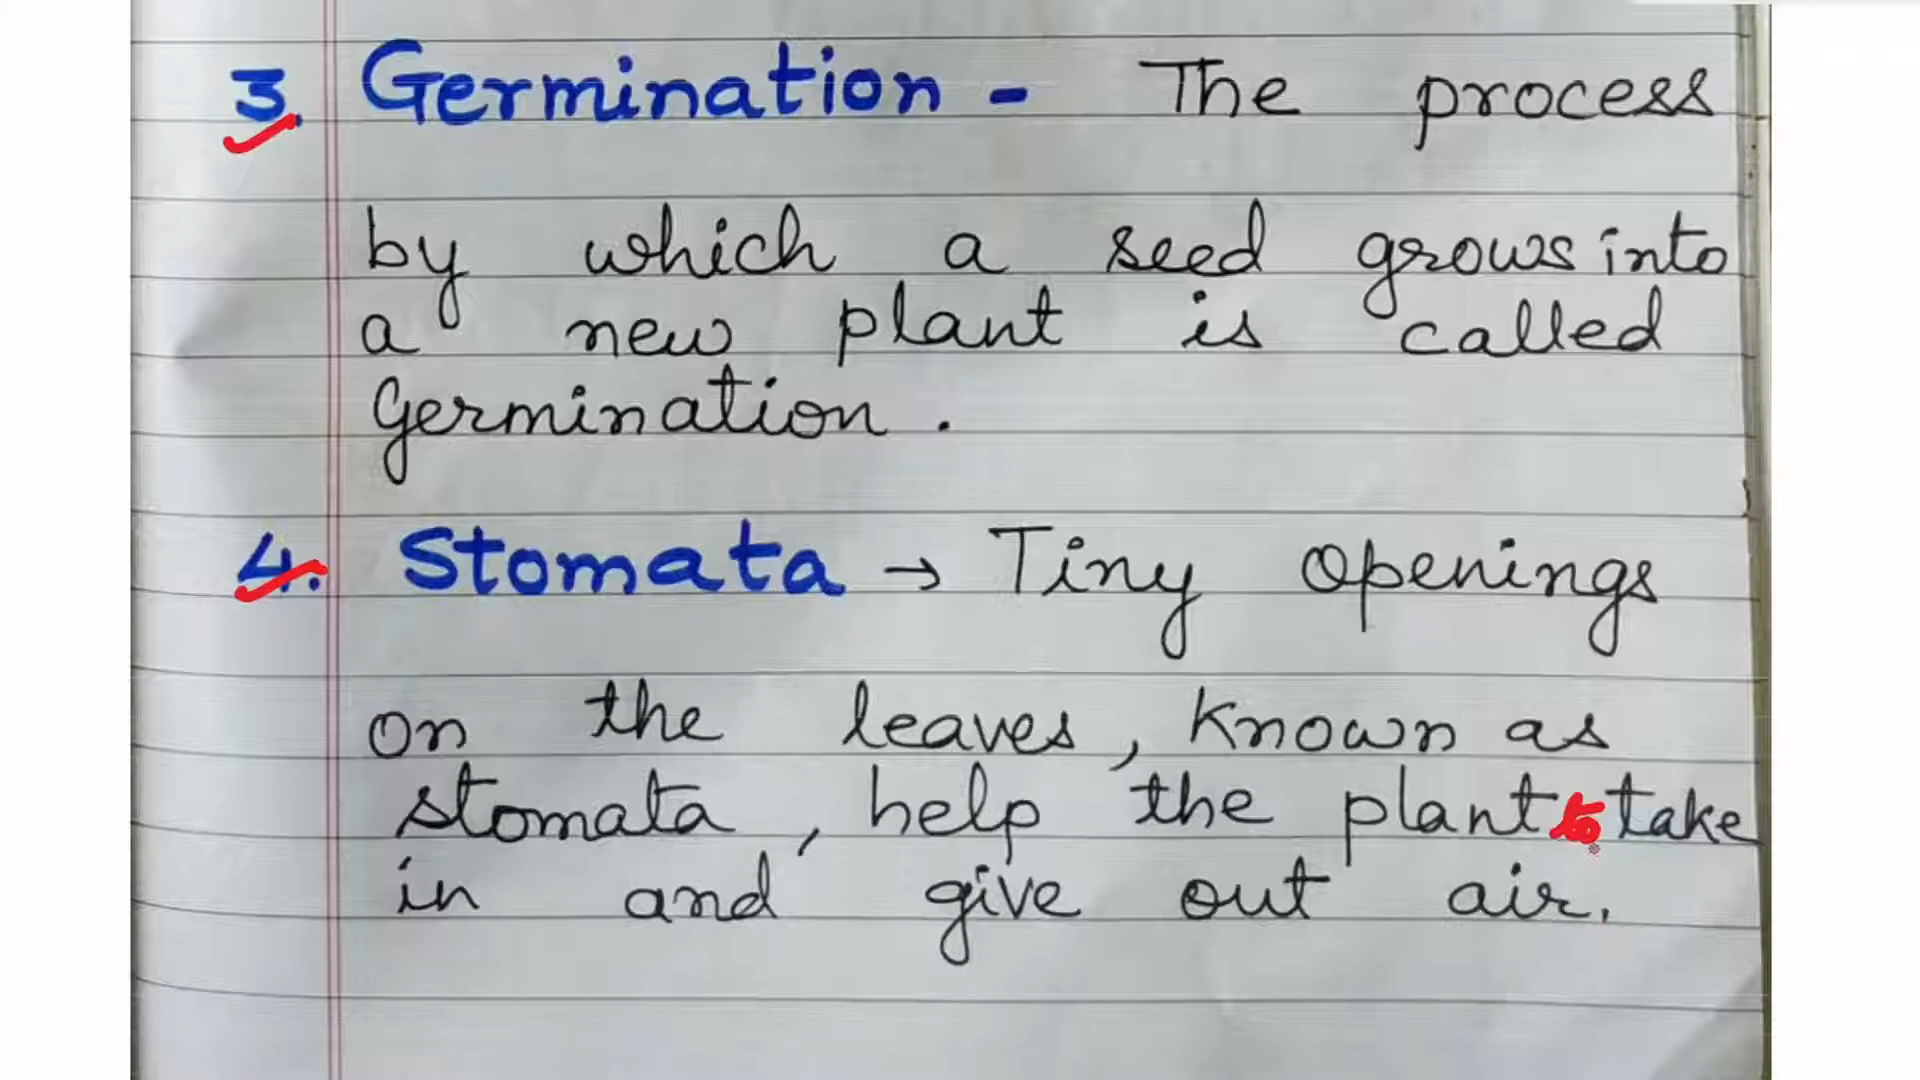 3. Germination - The process
by which a seed grows into
a new plant is called
Germination.
4. Stomata → Tiny openings
on the leaves, known as
stomata, help the plant to take
in and give out air.